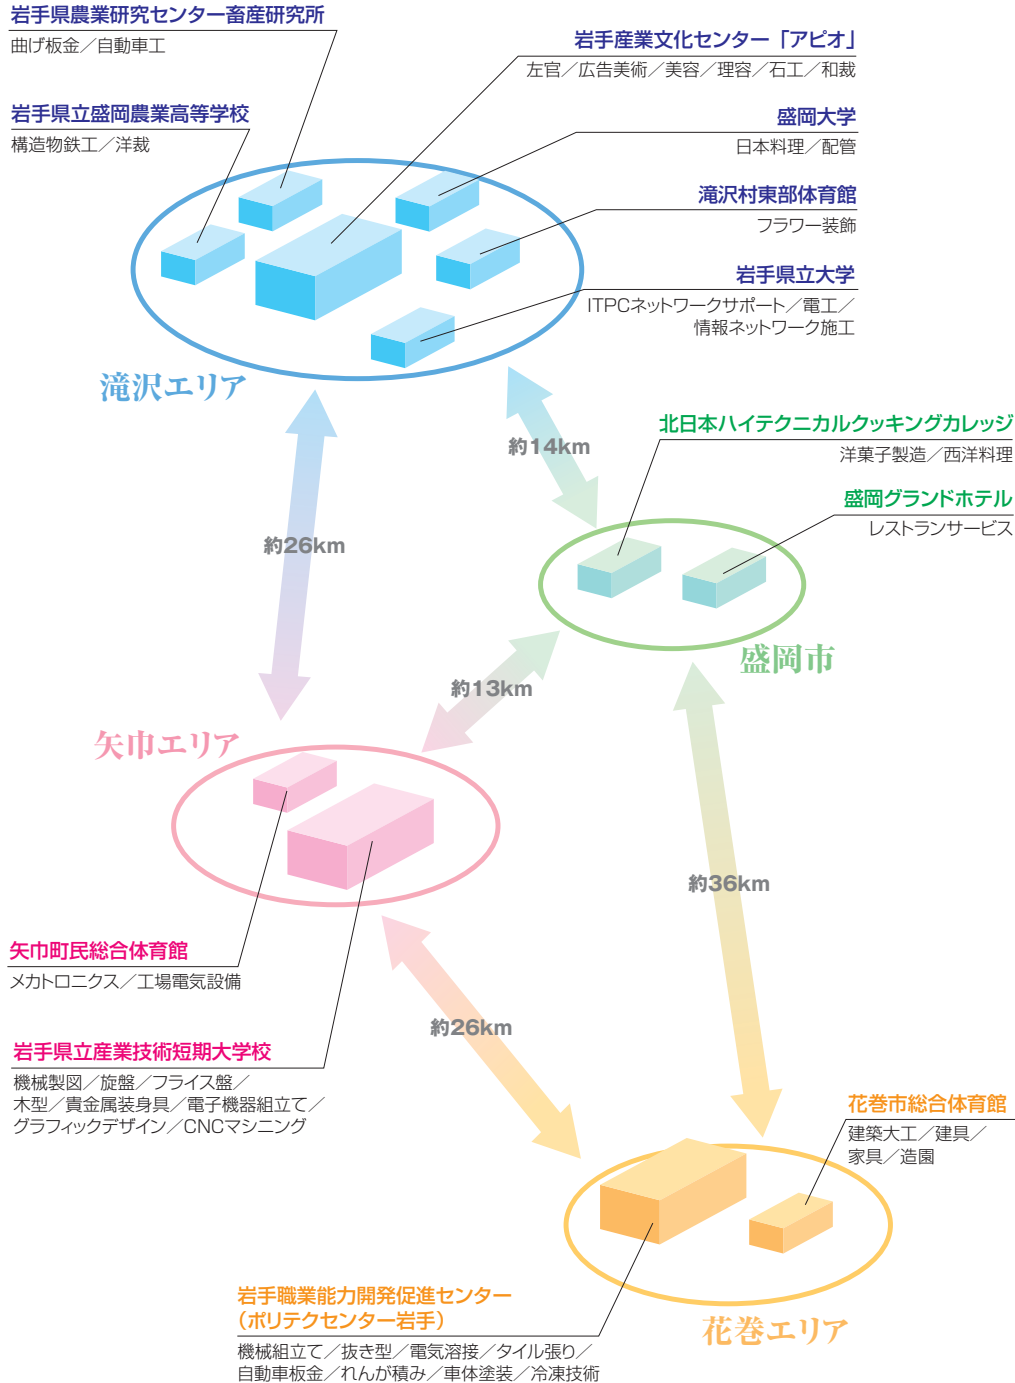 岩手県農業研究センター畜産研究所
曲げ板金／自動車工
岩手産業文化センター「アピオ」
左官／広告美術／美容／理容／石工／和裁
岩手県立盛岡農業高等学校
構造物鉄工／洋裁
盛岡大学
日本料理／配管
滝沢村東部体育館
フラワー装飾
岩手県立大学
ITPCネットワークサポート／電工／
情報ネットワーク施工
滝沢エリア
北日本ハイテクニカルクッキングカレッジ
洋菓子製造／西洋料理
約14km
盛岡グランドホテル
レストランサービス
約26km
盛岡市
約13km
矢巾エリア
約36km
矢巾町民総合体育館
メカトロニクス／工場電気設備
約26km
岩手県立産業技術短期大学校
機械製図／旋盤／フライス盤／
木型／貴金属装身具／電子機器組立て／
グラフィックデザイン／CNCマシニング
花巻市総合体育館
建築大工／建具／
家具／造園
岩手職業能力開発促進センター
（ポリテクセンター岩手）
機械組立て／抜き型／電気溶接／タイル張り／
自動車板金／れんが積み／車体塗装／冷凍技術
花巻エリア